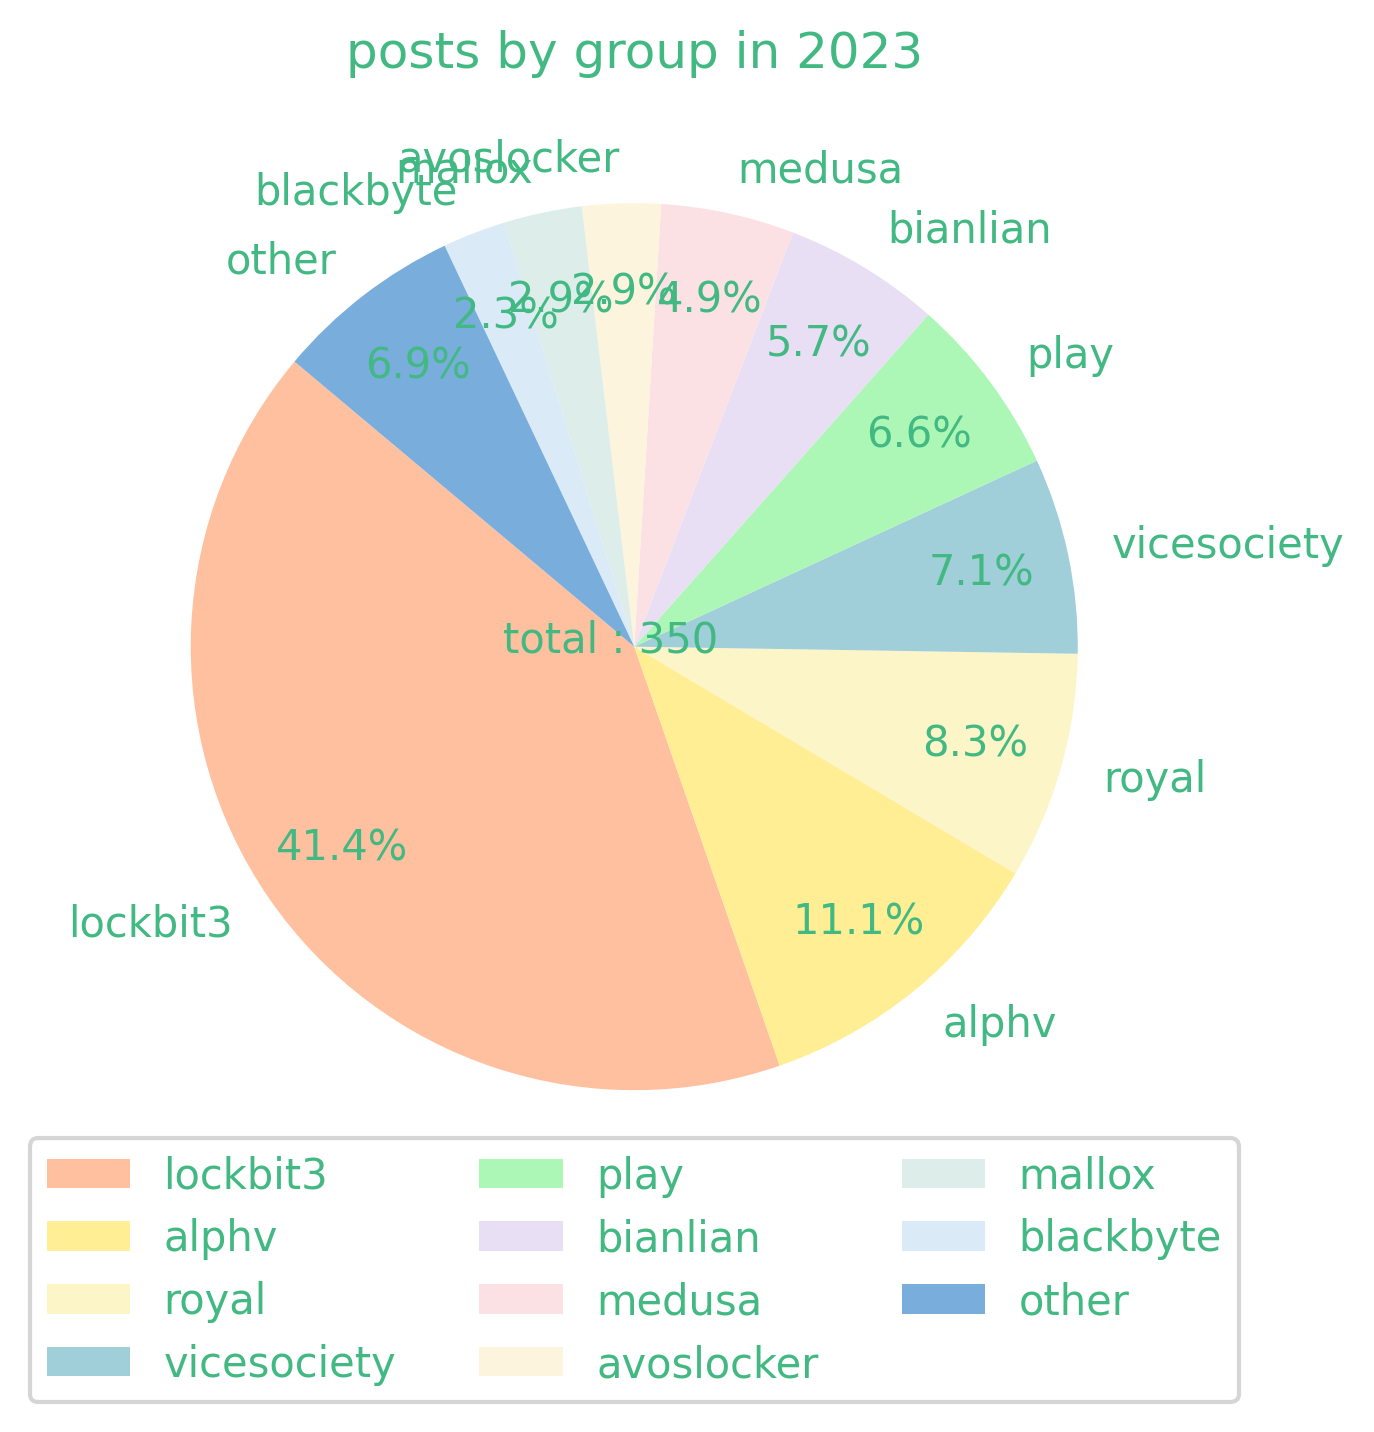 posts by group in 2023
avoslocker
mallox
medusa
blackbyte
bianlian
other
play
vicesociety
royal
alphv
lockbit3
2.9%
2.9%
4.9%
2.3%
5.7%
6.9%
6.6%
7.1%
total : 350
8.3%
41.4%
11.1%
lockbit3
alphv
royal
vicesociety
play
bianlian
medusa
avoslocker
mallox
blackbyte
other